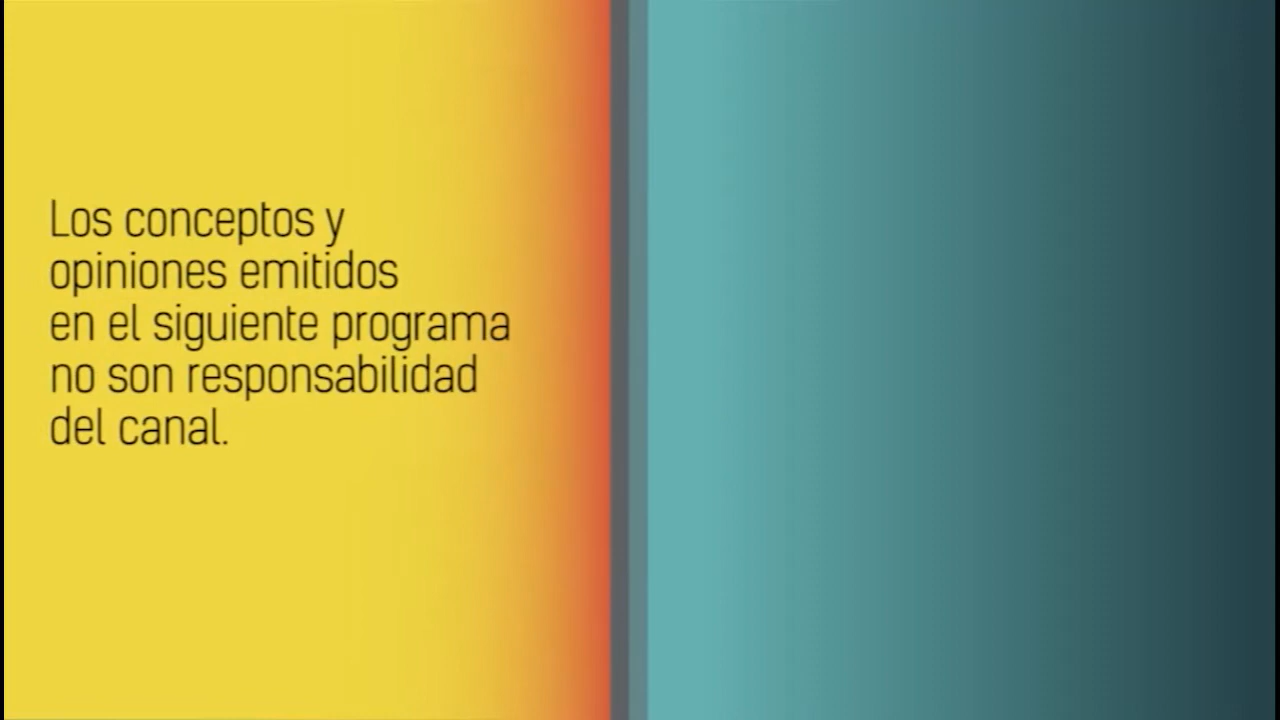 Los conceptos y
opiniones emitidos
en el siguiente programa
no son responsabilidad
del canal.